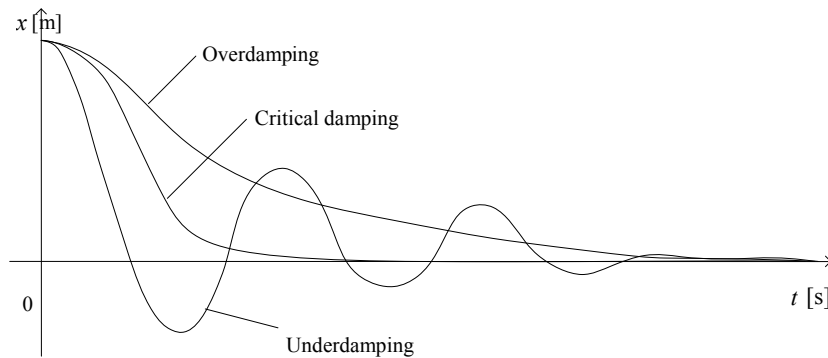 x [m]
Overdamping
Critical damping
0
t [s]
Underdamping